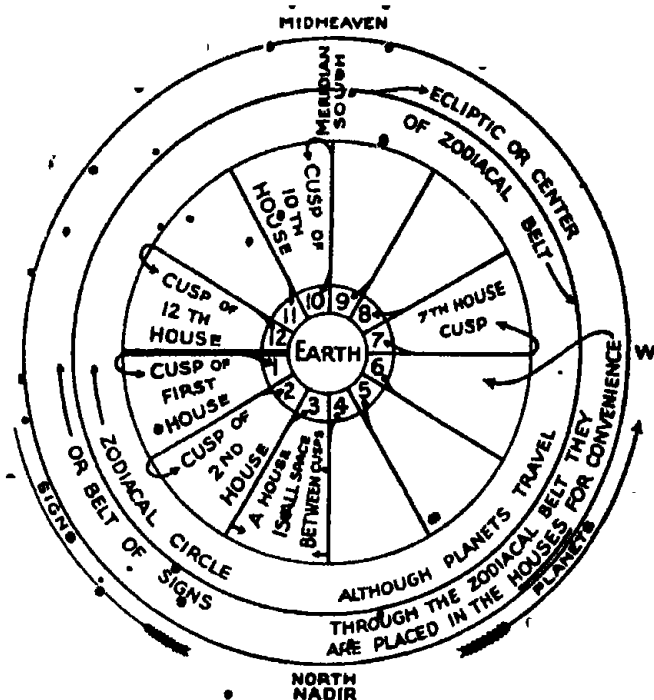 MIDHEAVEN
MERIDIAN
SOUTH
ECLIPTIC OR CENTER
OF ZODIACAL BELT
CUSP OF
10TH
HOUSE
CUSP OF
12TH
HOUSE
7TH HOUSE
CUSP
11
10
9
8
12
7
EARTH
1
6
2
3
4
5
W
CUSP OF
FIRST
HOUSE
CUSP OF
2ND
HOUSE
A HOUSE
IS ALL SPACE
BETWEEN CUSPS
ZODIACAL CIRCLE
OR BELT OF SIGNS
SIGNS
ALTHOUGH PLANETS TRAVEL
THROUGH THE ZODIACAL BELT THEY
ARE PLACED IN THE HOUSES FOR CONVENIENCE
PLANETS
NORTH
NADIR